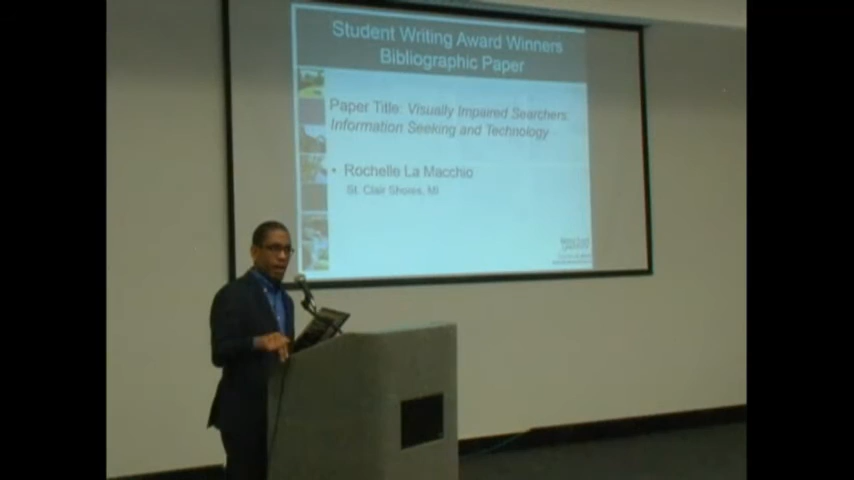 Student Writing Award Winners
Bibliographic Paper
Paper Title: Visually Impaired Searchers:
Information Seeking and Technology
• Rochelle La Macchio
St. Clair Shores, MI